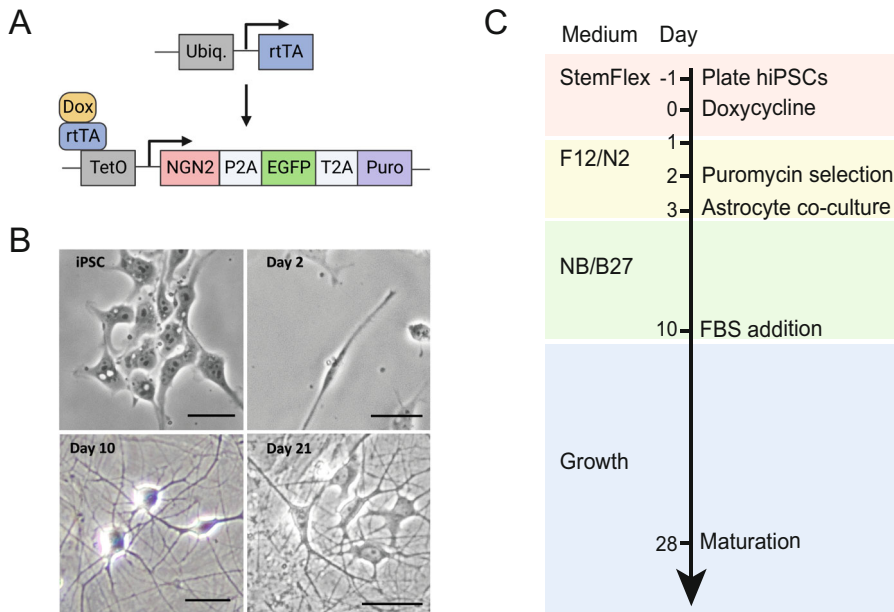 A
Ubiq. rtTA
Dox
rtTA
TetO NGN2 P2A EGFP T2A Puro
B
iPSC
Day 2
Day 10
Day 21
C
Medium Day
StemFlex -1 Plate hiPSCs
0 Doxycycline
1
F12/N2
2 Puromycin selection
3 Astrocyte co-culture
NB/B27
10 FBS addition
Growth
28 Maturation